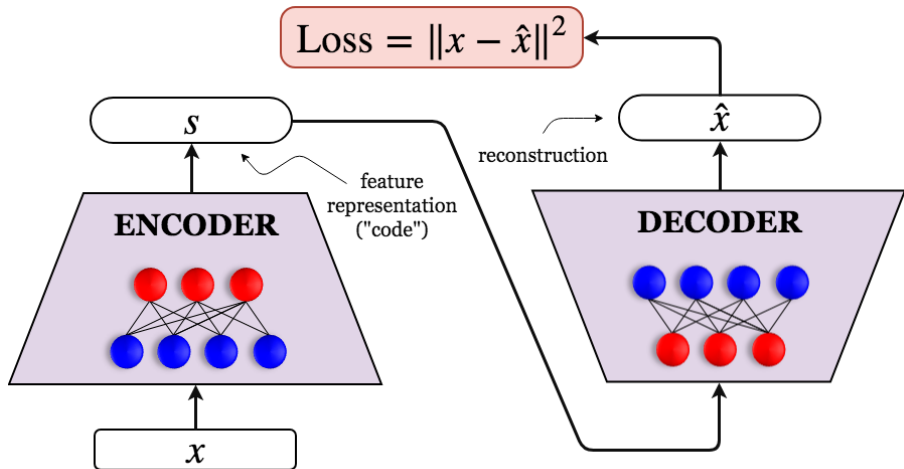 Loss = ‖x − x̂‖²
s
x̂
reconstruction
feature
representation
("code")
ENCODER
DECODER
x